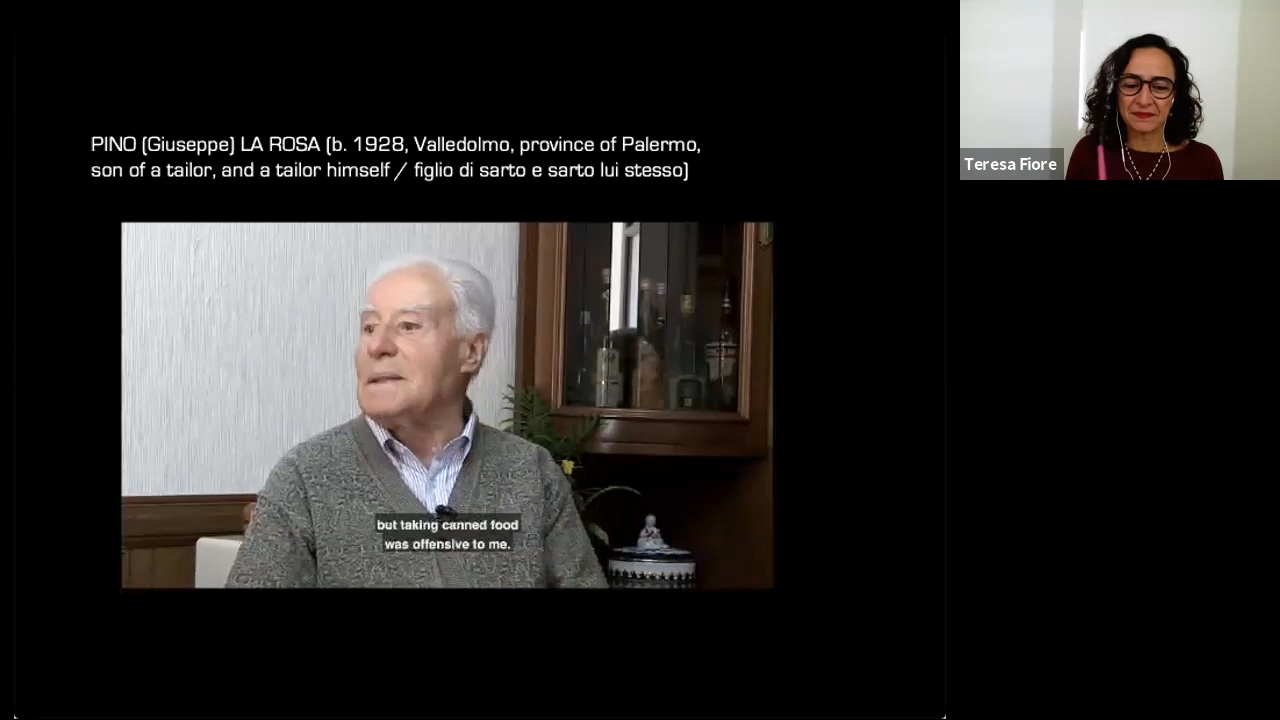 PINO (Giuseppe) LA ROSA (b. 1928, Valledolmo, province of Palermo,
son of a tailor, and a tailor himself / figlio di sarto e sarto lui stesso)
Teresa Fiore
but taking canned food
was offensive to me.